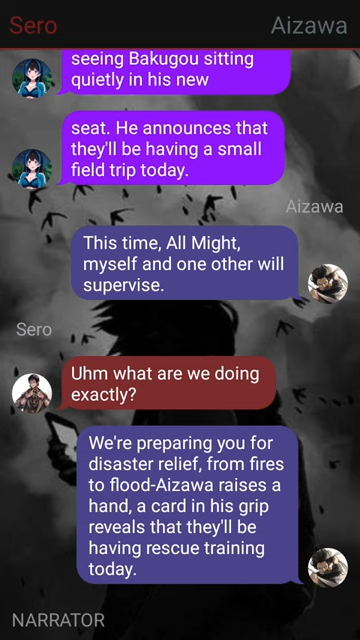 Sero Aizawa
seeing Bakugou sitting
quietly in his new
seat. He announces that
they'll be having a small
field trip today.
Aizawa
This time, All Might,
myself and one other will
supervise.
Sero
Uhm what are we doing
exactly?
We're preparing you for
disaster relief, from fires
to flood-Aizawa raises a
hand, a card in his grip
reveals that they'll be
having rescue training
today.
NARRATOR